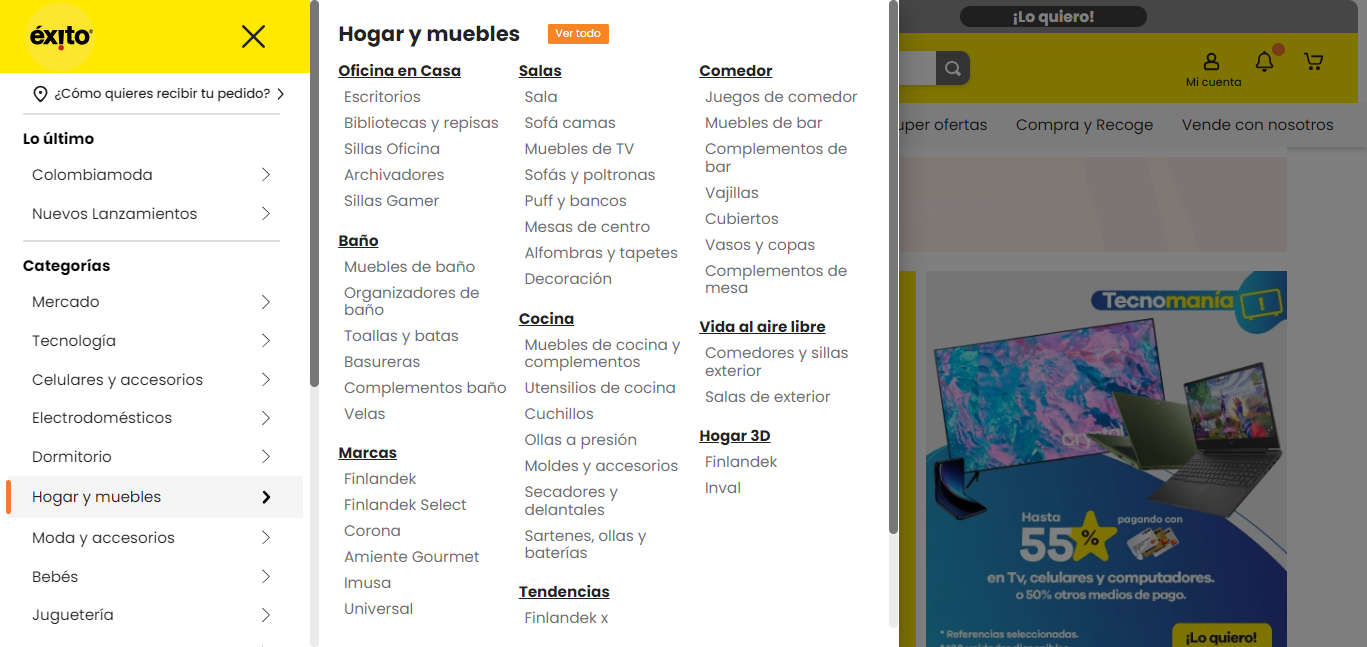 éxito
¿Cómo quieres recibir tu pedido?
Lo último
Colombiamoda
Nuevos Lanzamientos
Categorías
Mercado
Tecnología
Celulares y accesorios
Electrodomésticos
Dormitorio
Hogar y muebles
Moda y accesorios
Bebés
Juguetería
Hogar y muebles
Ver todo
Oficina en Casa
Escritorios
Bibliotecas y repisas
Sillas Oficina
Archivadores
Sillas Gamer
Baño
Muebles de baño
Organizadores de
baño
Toallas y batas
Basureras
Complementos baño
Velas
Marcas
Finlandek
Finlandek Select
Corona
Amiente Gourmet
Imusa
Universal
Salas
Sala
Sofá camas
Muebles de TV
Sofás y poltronas
Puff y bancos
Mesas de centro
Alfombras y tapetes
Decoración
Cocina
Muebles de cocina y
complementos
Utensilios de cocina
Cuchillos
Ollas a presión
Moldes y accesorios
Secadores y
delantales
Sartenes, ollas y
baterías
Tendencias
Finlandek x
Comedor
Juegos de comedor
Muebles de bar
Complementos de
bar
Vajillas
Cubiertos
Vasos y copas
Complementos de
mesa
Vida al aire libre
Comedores y sillas
exterior
Salas de exterior
Hogar 3D
Finlandek
Inval
¡Lo quiero!
Mi cuenta
uper ofertas
Compra y Recoge
Vende con nosotros
Tecnomanía
Hasta
55%
pagando con
en Tv, celulares y computadores.
o 50% otros medios de pago.
* Referencias seleccionadas.
¡Lo quiero!